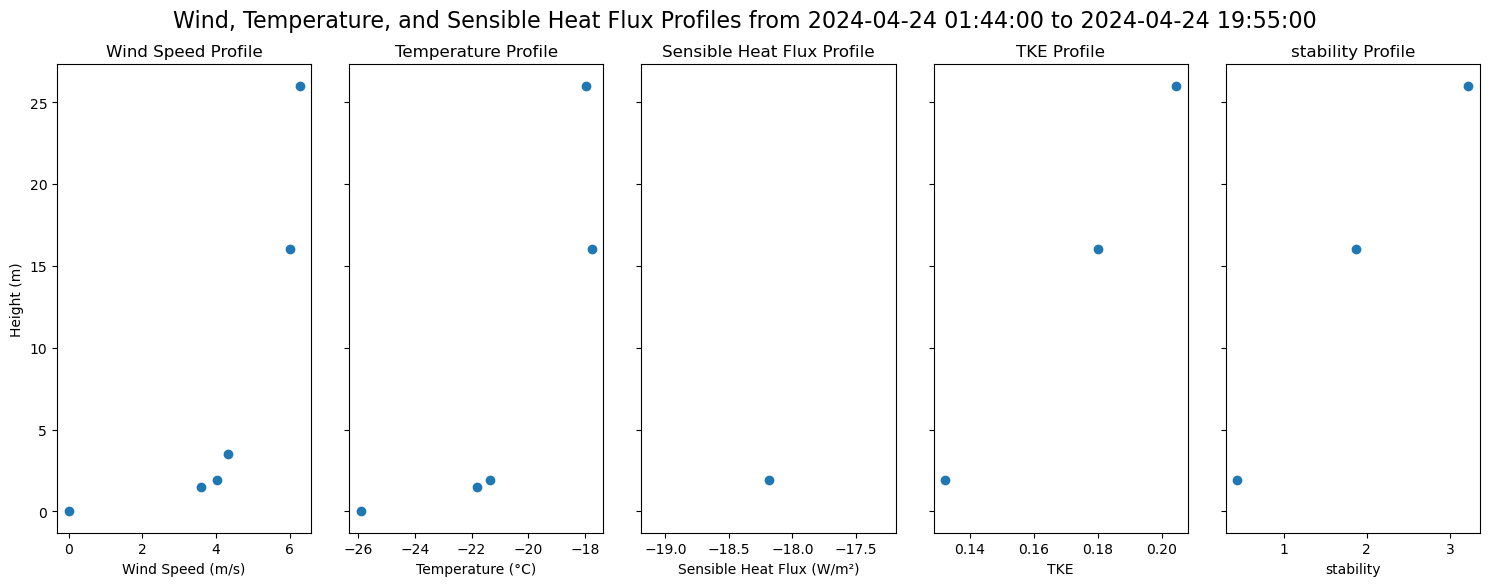 Wind, Temperature, and Sensible Heat Flux Profiles from 2024-04-24 01:44:00 to 2024-04-24 19:55:00
Wind Speed Profile
Temperature Profile
Sensible Heat Flux Profile
TKE Profile
stability Profile
Height (m)
25
20
15
10
5
0
0 2 4 6
Wind Speed (m/s)
−26 −24 −22 −20 −18
Temperature (°C)
−19.0 −18.5 −18.0 −17.5
Sensible Heat Flux (W/m²)
0.14 0.16 0.18 0.20
TKE
1 2 3
stability